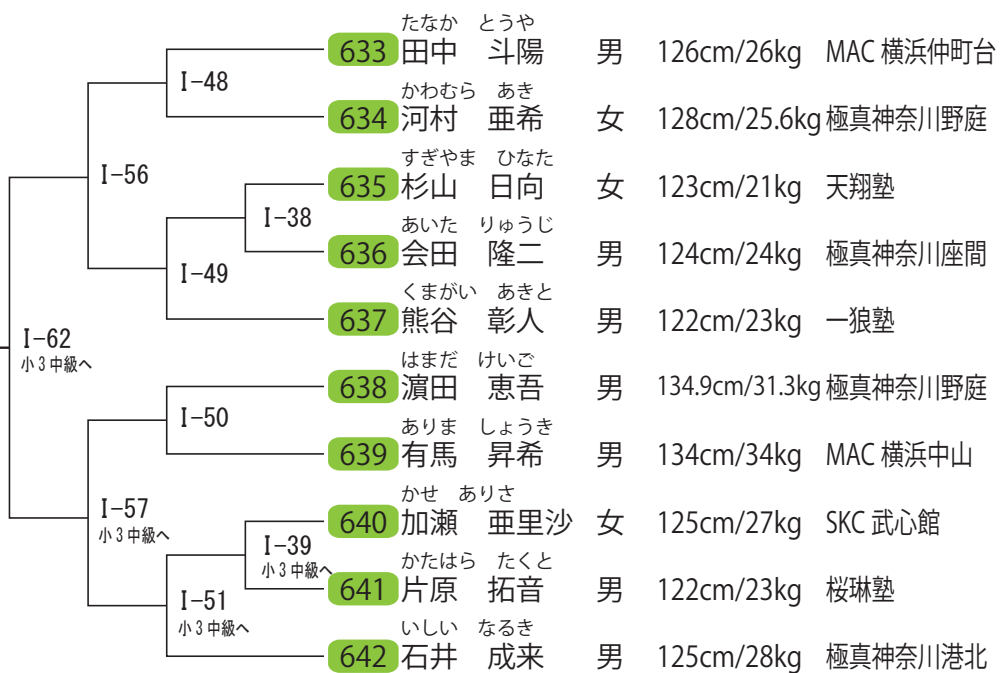 たなか とうや
633 田中 斗陽 男 126cm/26kg MAC 横浜仲町台
I-48
かわむら あき
634 河村 亜希 女 128cm/25.6kg 極真神奈川野庭
I-56
すぎやま ひなた
635 杉山 日向 女 123cm/21kg 天翔塾
I-38
あいた りゅうじ
636 会田 隆二 男 124cm/24kg 極真神奈川座間
I-49
くまがい あきと
637 熊谷 彰人 男 122cm/23kg 一狼塾
I-62
小3中級へ
はまだ けいご
638 濵田 恵吾 男 134.9cm/31.3kg 極真神奈川野庭
I-50
ありま しょうき
639 有馬 昇希 男 134cm/34kg MAC 横浜中山
I-57
小3中級へ
かせ ありさ
640 加瀬 亜里沙 女 125cm/27kg SKC 武心館
I-39
小3中級へ
かたはら たくと
641 片原 拓音 男 122cm/23kg 桜琳塾
I-51
小3中級へ
いしい なるき
642 石井 成来 男 125cm/28kg 極真神奈川港北